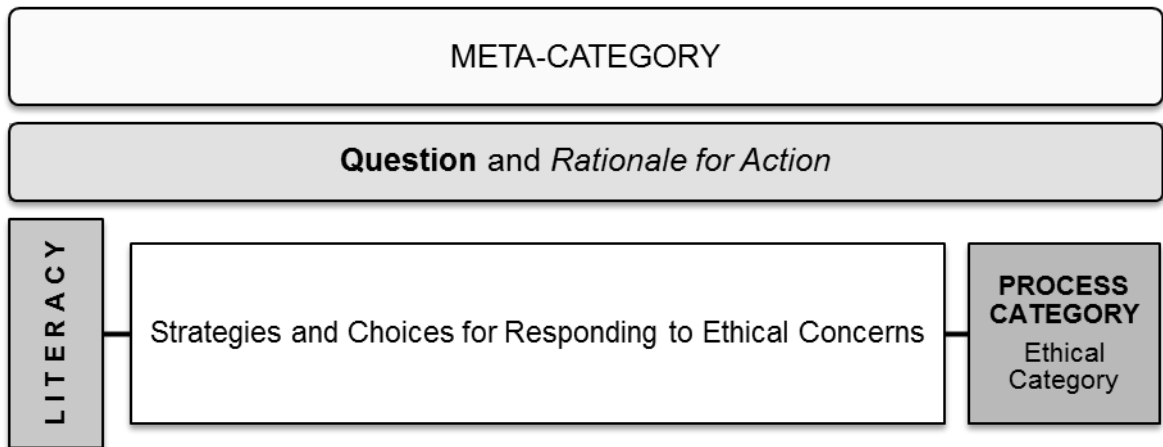 META-CATEGORY
Question and Rationale for Action
LITERACY
Strategies and Choices for Responding to Ethical Concerns
PROCESS
CATEGORY
Ethical
Category